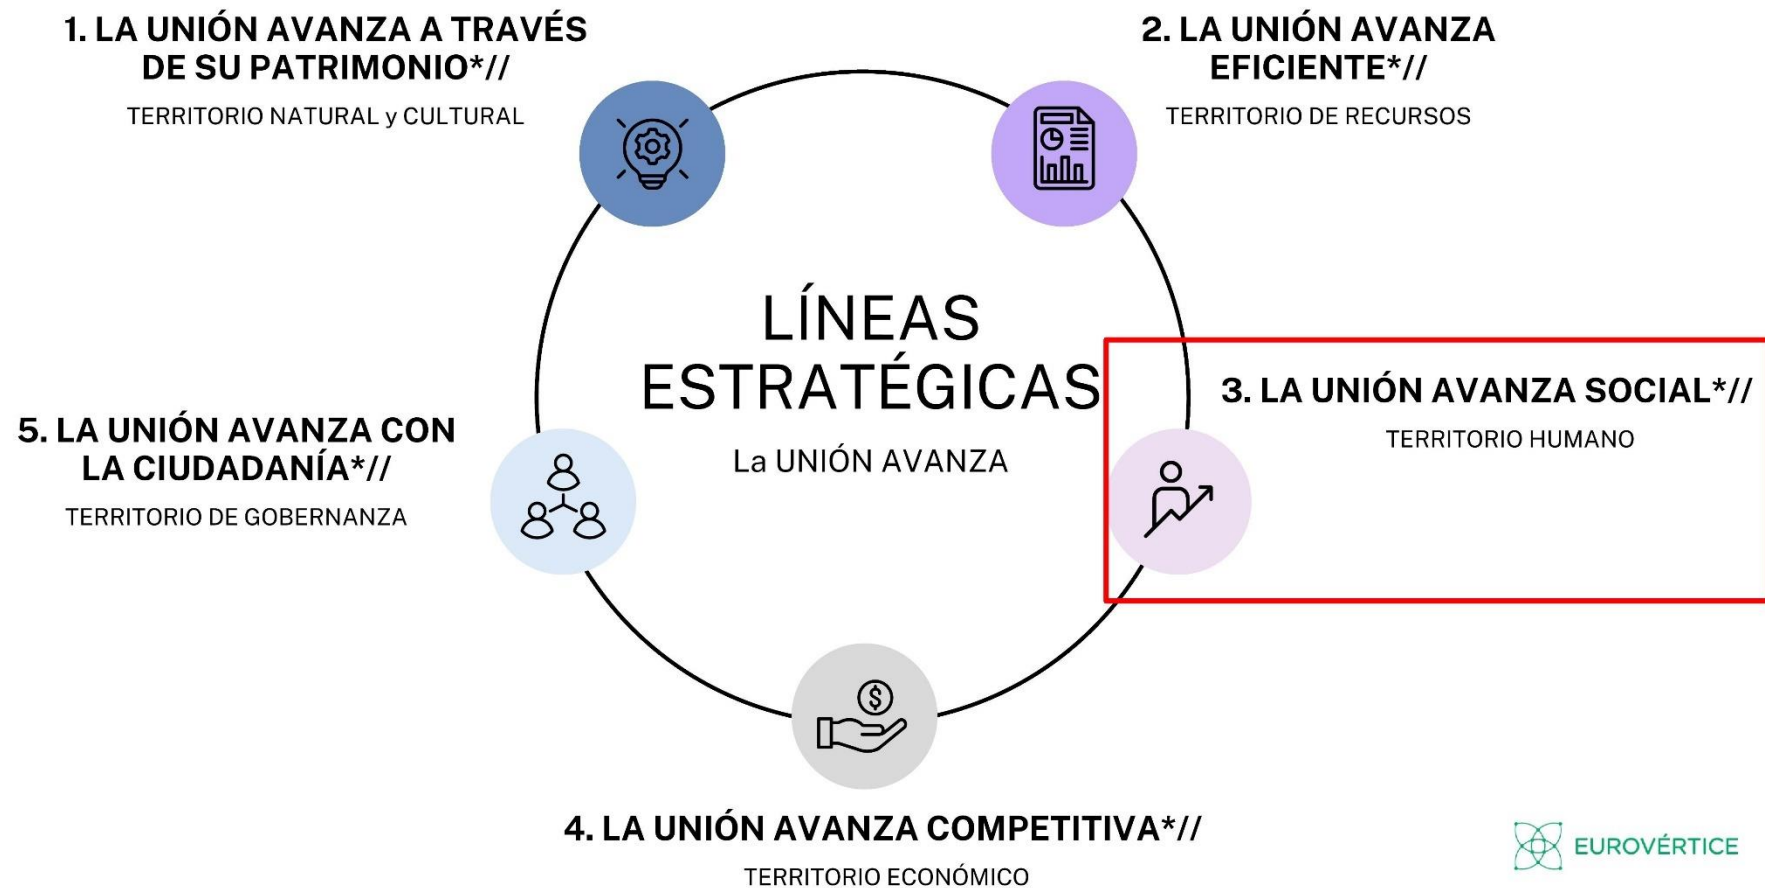 1. LA UNIÓN AVANZA A TRAVÉS
DE SU PATRIMONIO*//
TERRITORIO NATURAL y CULTURAL
2. LA UNIÓN AVANZA
EFICIENTE*//
TERRITORIO DE RECURSOS
LÍNEAS
ESTRATÉGICAS
La UNIÓN AVANZA
3. LA UNIÓN AVANZA SOCIAL*//
TERRITORIO HUMANO
5. LA UNIÓN AVANZA CON
LA CIUDADANÍA*//
TERRITORIO DE GOBERNANZA
$
4. LA UNIÓN AVANZA COMPETITIVA*//
TERRITORIO ECONÓMICO
EUROVÉRTICE